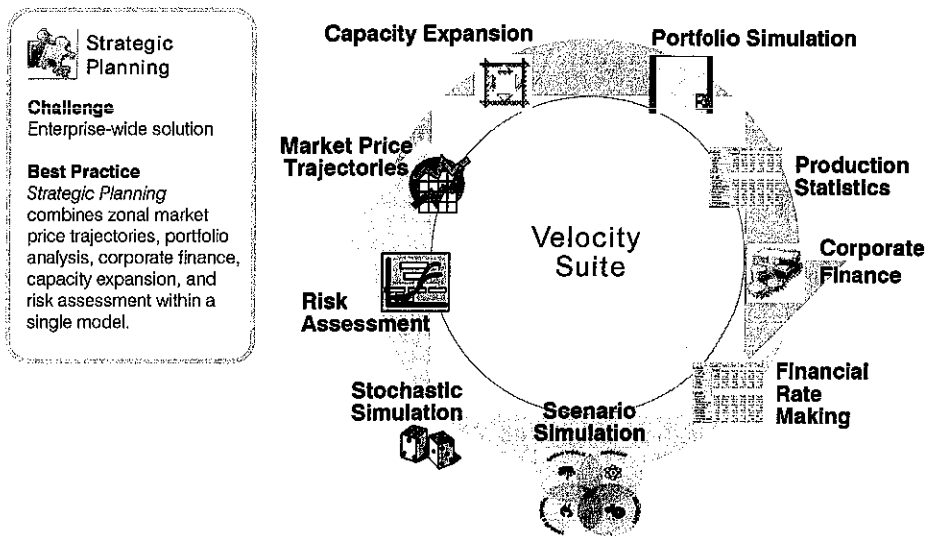 Strategic
Planning
Challenge
Enterprise-wide solution
Best Practice
Strategic Planning
combines zonal market
price trajectories, portfolio
analysis, corporate finance,
capacity expansion, and
risk assessment within a
single model.
Capacity Expansion
Portfolio Simulation
Market Price
Trajectories
Production
Statistics
Velocity
Suite
Corporate
Finance
Risk
Assessment
Financial
Rate
Making
Stochastic
Simulation
Scenario
Simulation